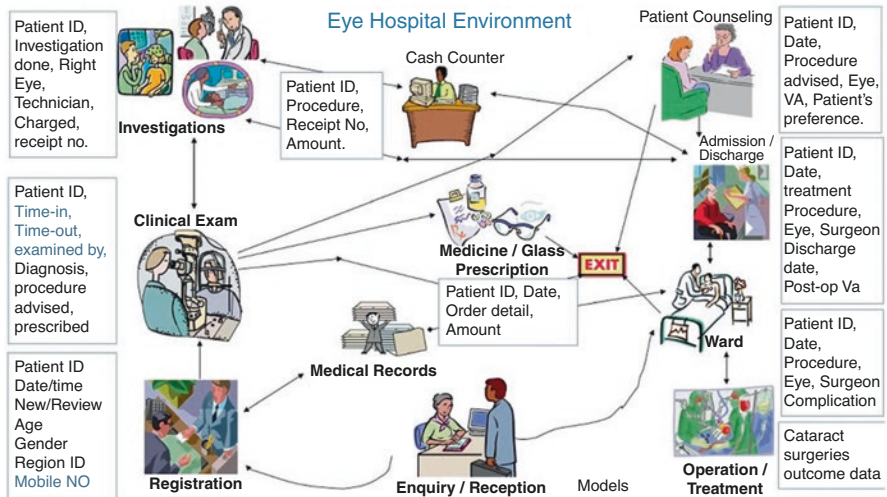 Eye Hospital Environment
Patient ID,
Investigation
done, Right
Eye,
Technician,
Charged,
receipt no.
Investigations
Patient ID,
Procedure,
Receipt No,
Amount.
Cash Counter
Patient Counseling
Patient ID,
Date,
Procedure
advised, Eye,
VA, Patient’s
preference.
Admission /
Discharge
Patient ID,
Date,
treatment
Procedure,
Eye, Surgeon
Discharge
date,
Post-op Va
Patient ID,
Time-in,
Time-out,
examined by,
Diagnosis,
procedure
advised,
prescribed
Clinical Exam
Medicine / Glass
Prescription
EXIT
Patient ID, Date,
Order detail,
Amount
Ward
Patient ID,
Date,
Procedure,
Eye, Surgeon
Complication
Medical Records
Patient ID
Date/time
New/Review
Age
Gender
Region ID
Mobile NO
Registration
Enquiry / Reception
Models
Operation /
Treatment
Cataract
surgeries
outcome data